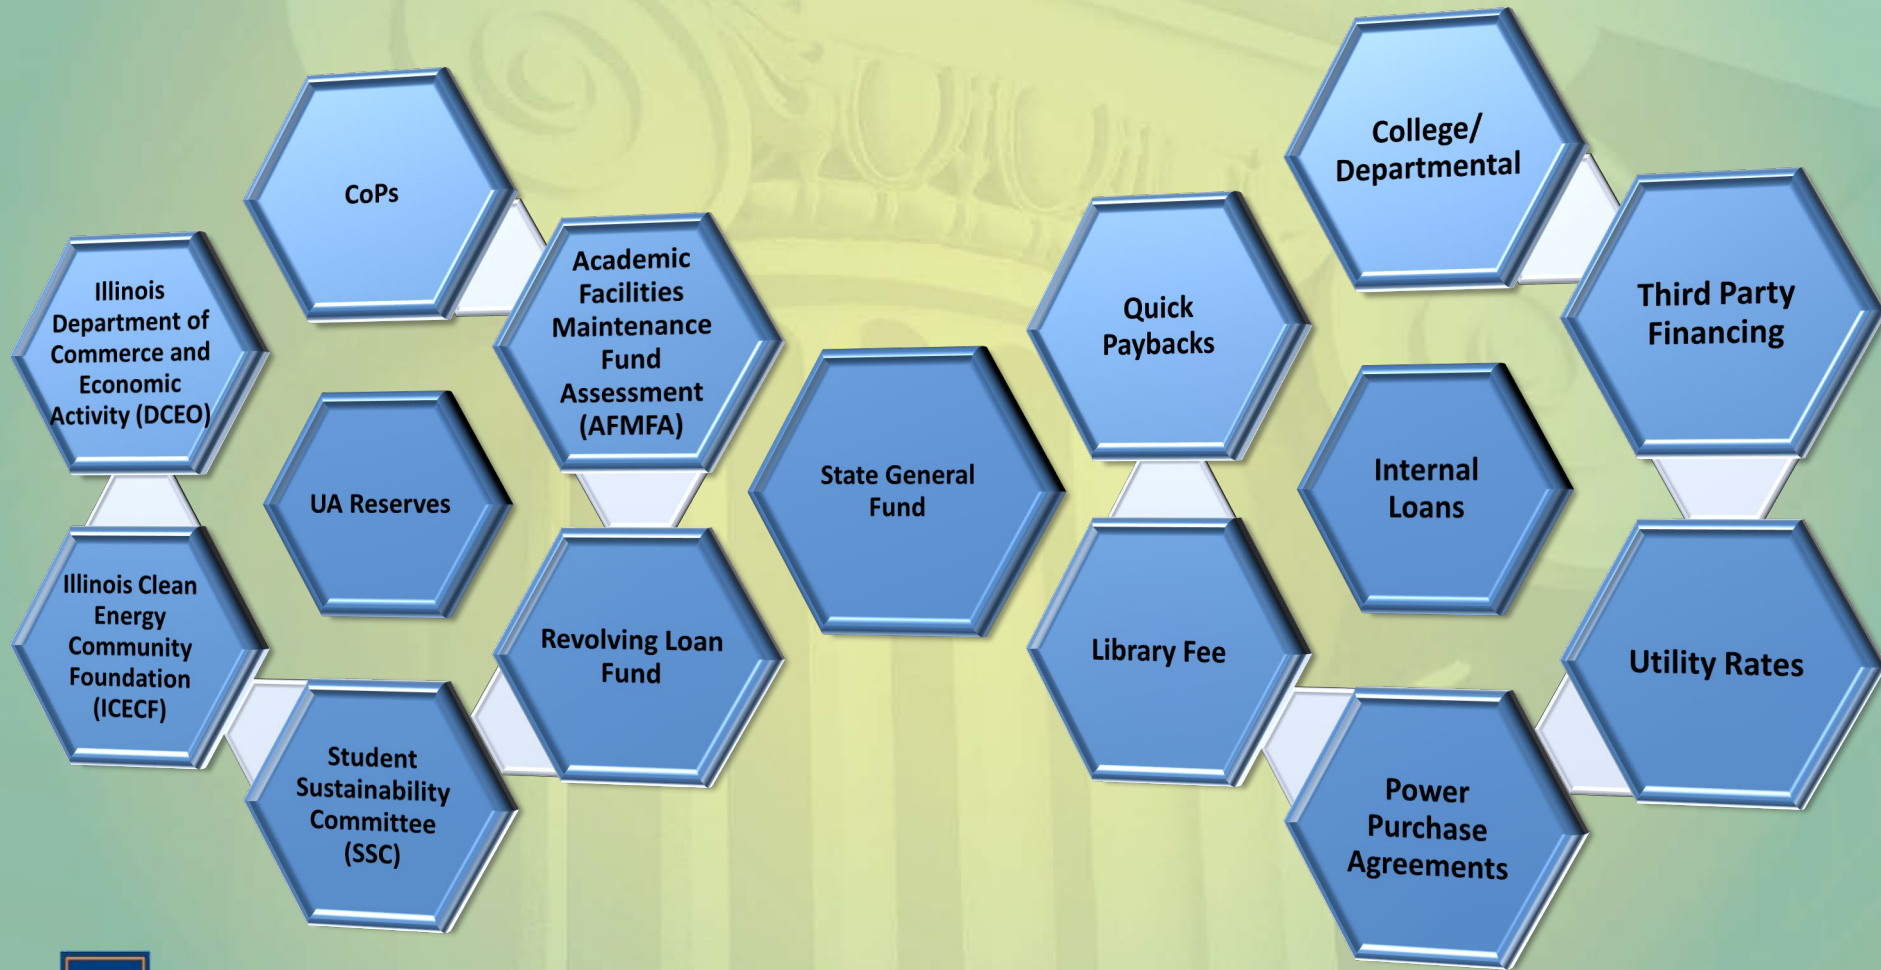 CoPs
Illinois
Department of
Commerce and
Economic
Activity (DCEO)
Academic
Facilities
Maintenance
Fund
Assessment
(AFMFA)
UA Reserves
Illinois Clean
Energy
Community
Foundation
(ICECF)
Revolving Loan
Fund
Student
Sustainability
Committee
(SSC)
State General
Fund
College/
Departmental
Quick
Paybacks
Third Party
Financing
Internal
Loans
Library Fee
Utility Rates
Power
Purchase
Agreements